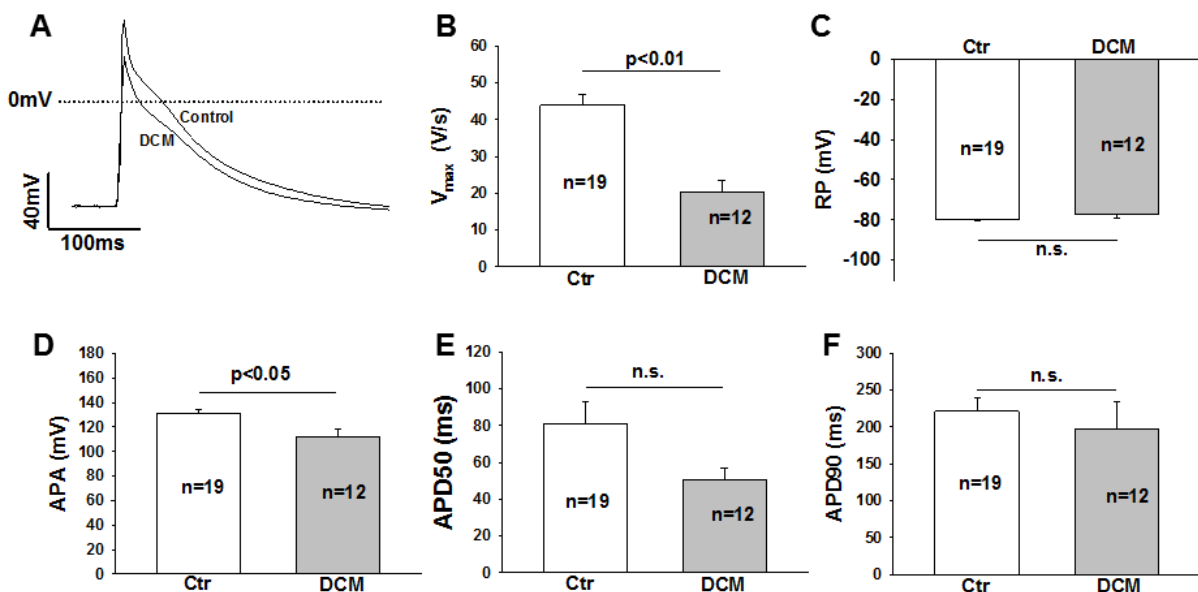 A
0mV
Control
DCM
40mV
100ms
B
V max (V/s)
60
50
40
30
20
10
0
p<0.01
n=19
n=12
Ctr
DCM
C
Ctr
DCM
RP (mV)
0
-20
-40
-60
-80
-100
n=19
n=12
n.s.
D
APA (mV)
180
160
140
120
100
80
60
40
20
0
p<0.05
n=19
n=12
Ctr
DCM
E
APD50 (ms)
120
100
80
60
40
20
0
n.s.
n=19
n=12
Ctr
DCM
F
APD90 (ms)
300
250
200
150
100
50
0
n.s.
n=19
n=12
Ctr
DCM